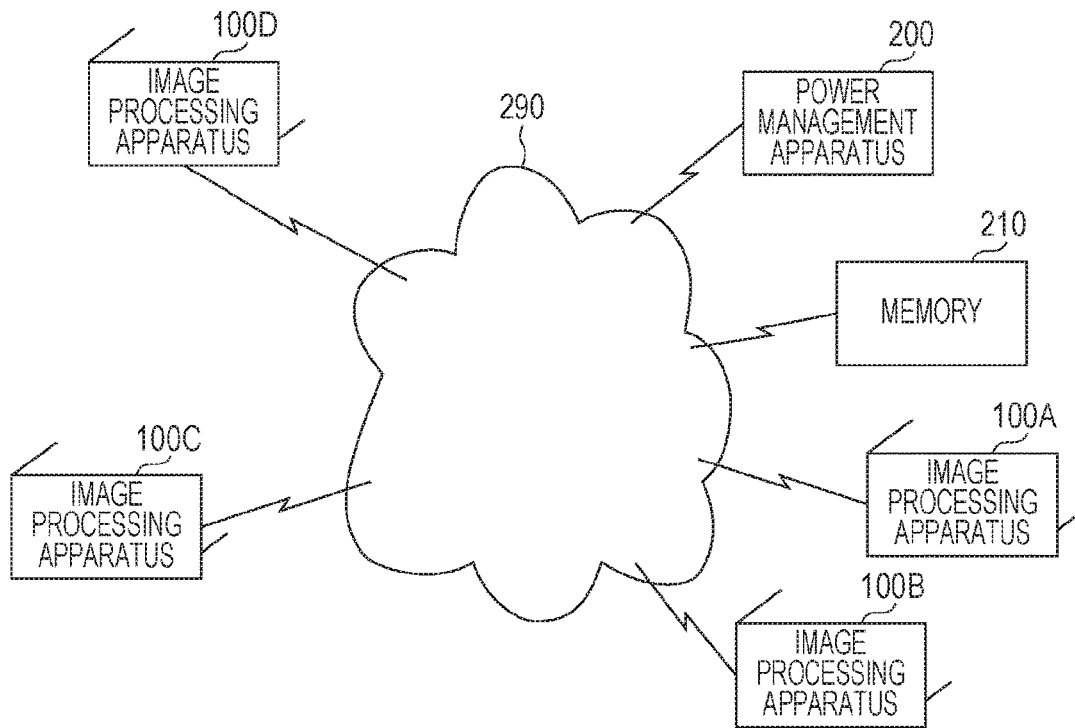 100D
IMAGE
PROCESSING
APPARATUS
200
POWER
MANAGEMENT
APPARATUS
290
210
MEMORY
100C
IMAGE
PROCESSING
APPARATUS
100A
IMAGE
PROCESSING
APPARATUS
100B
IMAGE
PROCESSING
APPARATUS